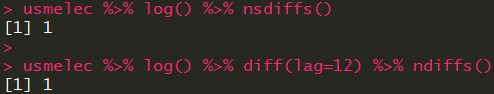 > usmelec %>% log() %>% nsdiffs()
[1] 1
>
> usmelec %>% log() %>% diff(lag=12) %>% ndiffs()
[1] 1